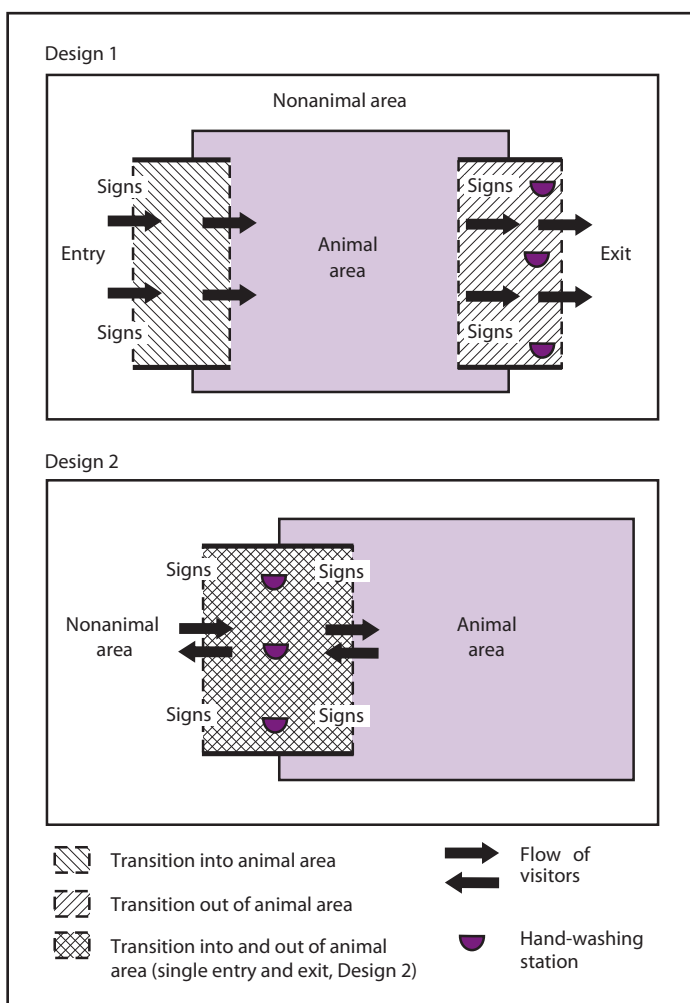 Design 1
Nonanimal area
Signs
Signs
Entry
Animal
area
Exit
Signs
Signs
Design 2
Signs
Signs
Nonanimal
area
Animal
area
Signs
Signs
Transition into animal area
Flow of
visitors
Transition out of animal area
Transition into and out of animal
area (single entry and exit, Design 2)
Hand-washing
station